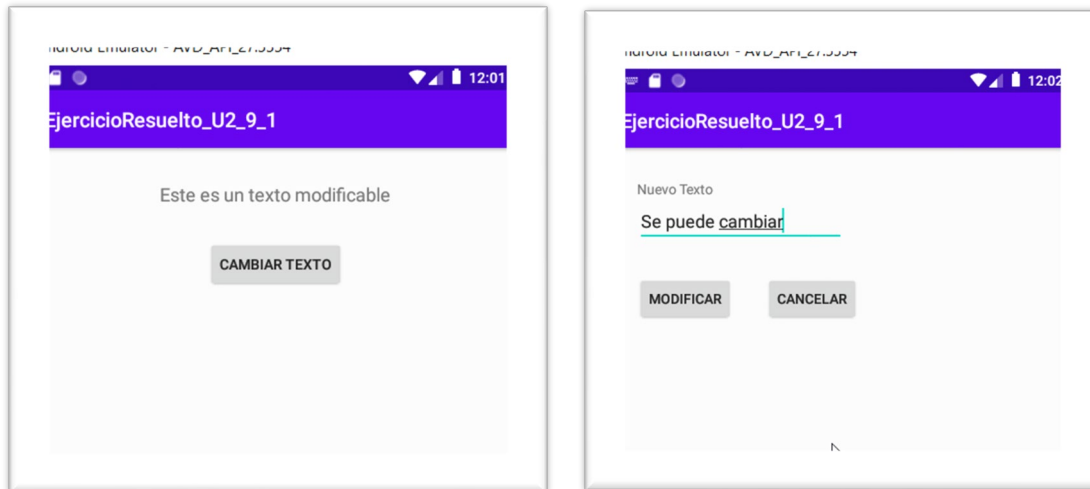 12:01
EjercicioResuelto_U2_9_1
Este es un texto modificable
CAMBIAR TEXTO
12:02
EjercicioResuelto_U2_9_1
Nuevo Texto
Se puede cambiar
MODIFICAR CANCELAR